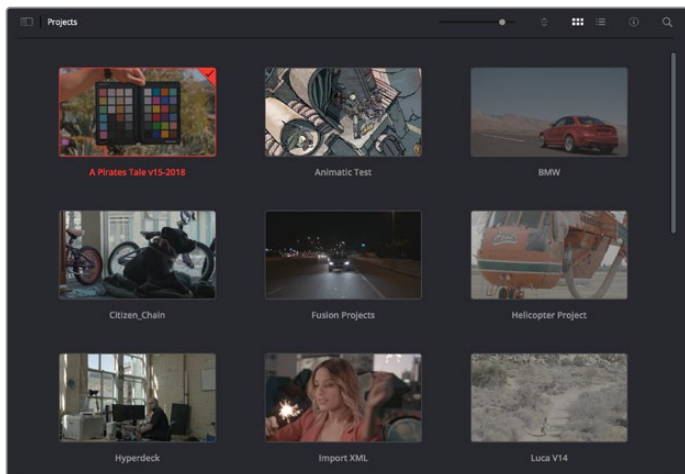 Projects
A Pirates Tale v15-2018
Animatic Test
BMW
Citizen_Chain
Fusion Projects
Helicopter Project
Hyperdeck
Import XML
Luca V14